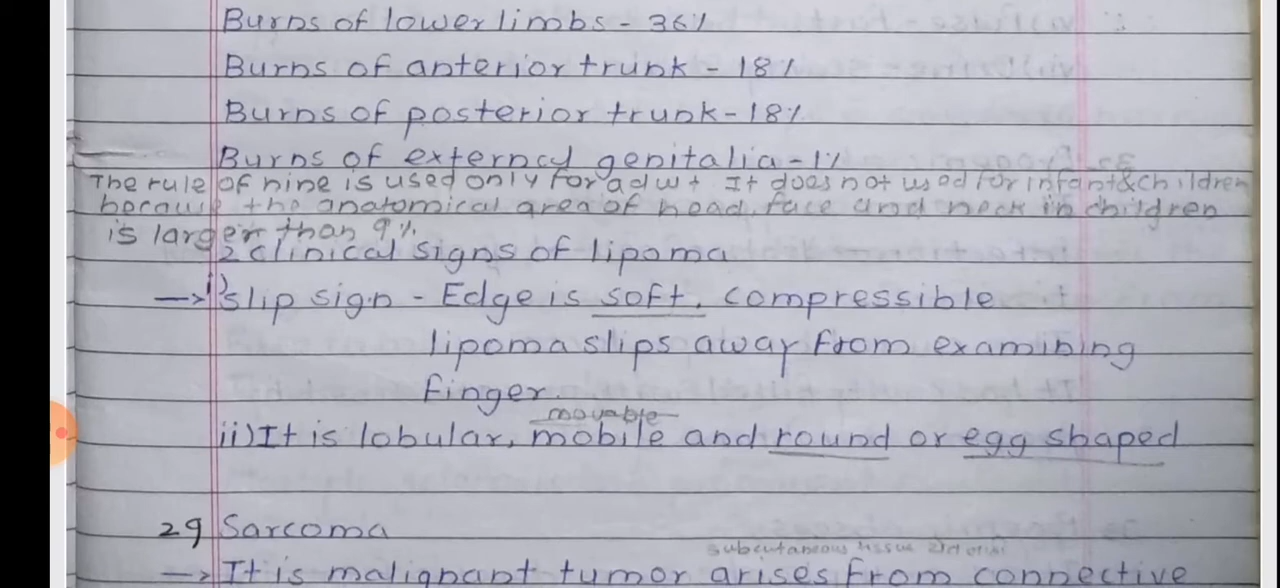 Burns of lower limbs - 36%
Burns of anterior trunk - 18%
Burns of posterior trunk - 18%
Burns of external genitalia - 1%
The rule of nine is used only for adult It does not used for infant & children
because the anatomical area of head, face and neck in children
is larger than 9%.
2 clinical signs of lipoma
→ i) slip sign - Edge is soft, compressible
lipoma slips away from examining
finger.
movable
ii) It is lobular, mobile and round or egg shaped
29 Sarcoma
subcutaneous tissue
→ It is malignant tumor arises from connective